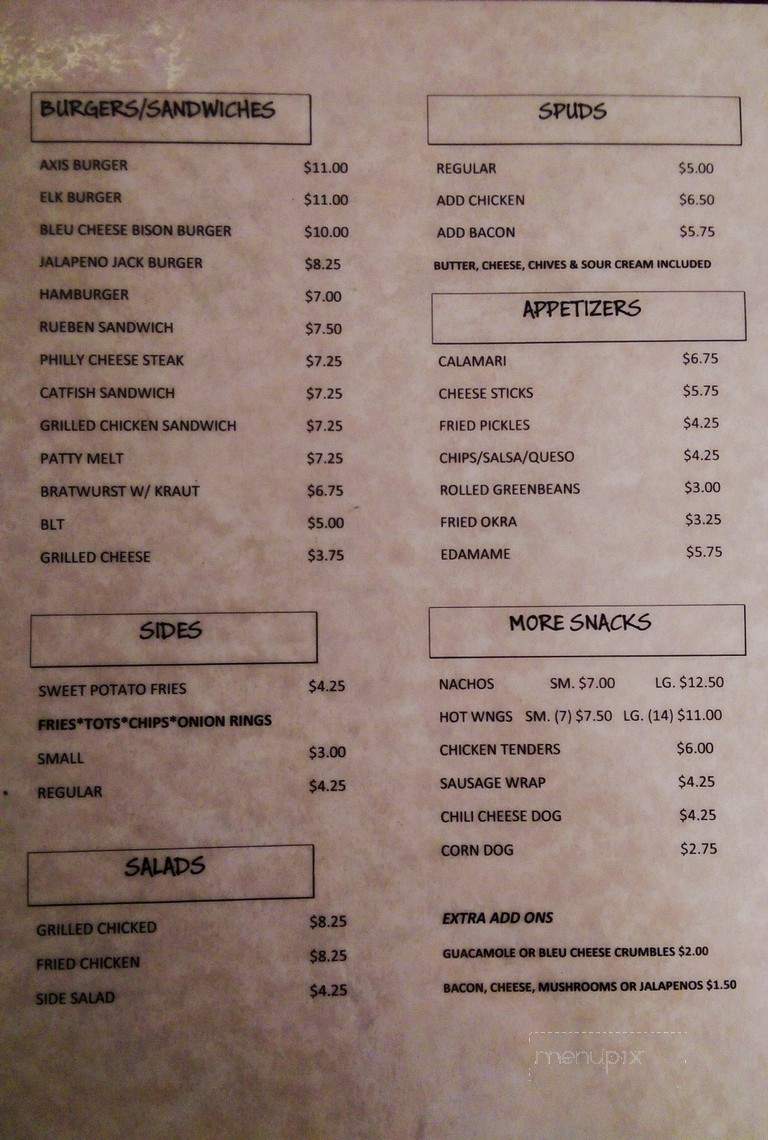 BURGERS/SANDWICHES
AXIS BURGER $11.00
ELK BURGER $11.00
BLEU CHEESE BISON BURGER $10.00
JALAPENO JACK BURGER $8.25
HAMBURGER $7.00
RUEBEN SANDWICH $7.50
PHILLY CHEESE STEAK $7.25
CATFISH SANDWICH $7.25
GRILLED CHICKEN SANDWICH $7.25
PATTY MELT $7.25
BRATWURST W/ KRAUT $6.75
BLT $5.00
GRILLED CHEESE $3.75
SIDES
SWEET POTATO FRIES $4.25
FRIES*TOTS*CHIPS*ONION RINGS
SMALL $3.00
REGULAR $4.25
SALADS
GRILLED CHICKED $8.25
FRIED CHICKEN $8.25
SIDE SALAD $4.25
SPUDS
REGULAR $5.00
ADD CHICKEN $6.50
ADD BACON $5.75
BUTTER, CHEESE, CHIVES & SOUR CREAM INCLUDED
APPETIZERS
CALAMARI $6.75
CHEESE STICKS $5.75
FRIED PICKLES $4.25
CHIPS/SALSA/QUESO $4.25
ROLLED GREENBEANS $3.00
FRIED OKRA $3.25
EDAMAME $5.75
MORE SNACKS
NACHOS SM. $7.00 LG. $12.50
HOT WNGS SM. (7) $7.50 LG. (14) $11.00
CHICKEN TENDERS $6.00
SAUSAGE WRAP $4.25
CHILI CHEESE DOG $4.25
CORN DOG $2.75
EXTRA ADD ONS
GUACAMOLE OR BLEU CHEESE CRUMBLES $2.00
BACON, CHEESE, MUSHROOMS OR JALAPENOS $1.50
menupix